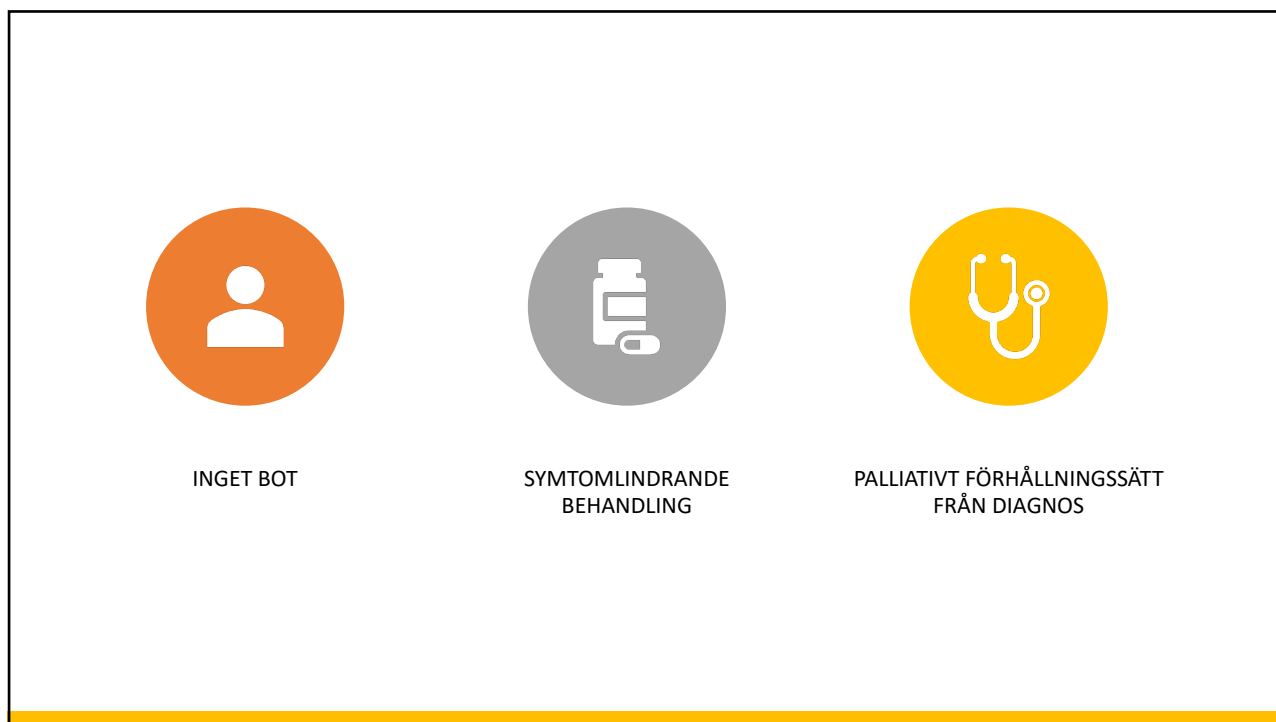 INGET BOT
SYMTOMLINDRANDE
BEHANDLING
PALLIATIVT FÖRHÅLLNINGSSÄTT
FRÅN DIAGNOS